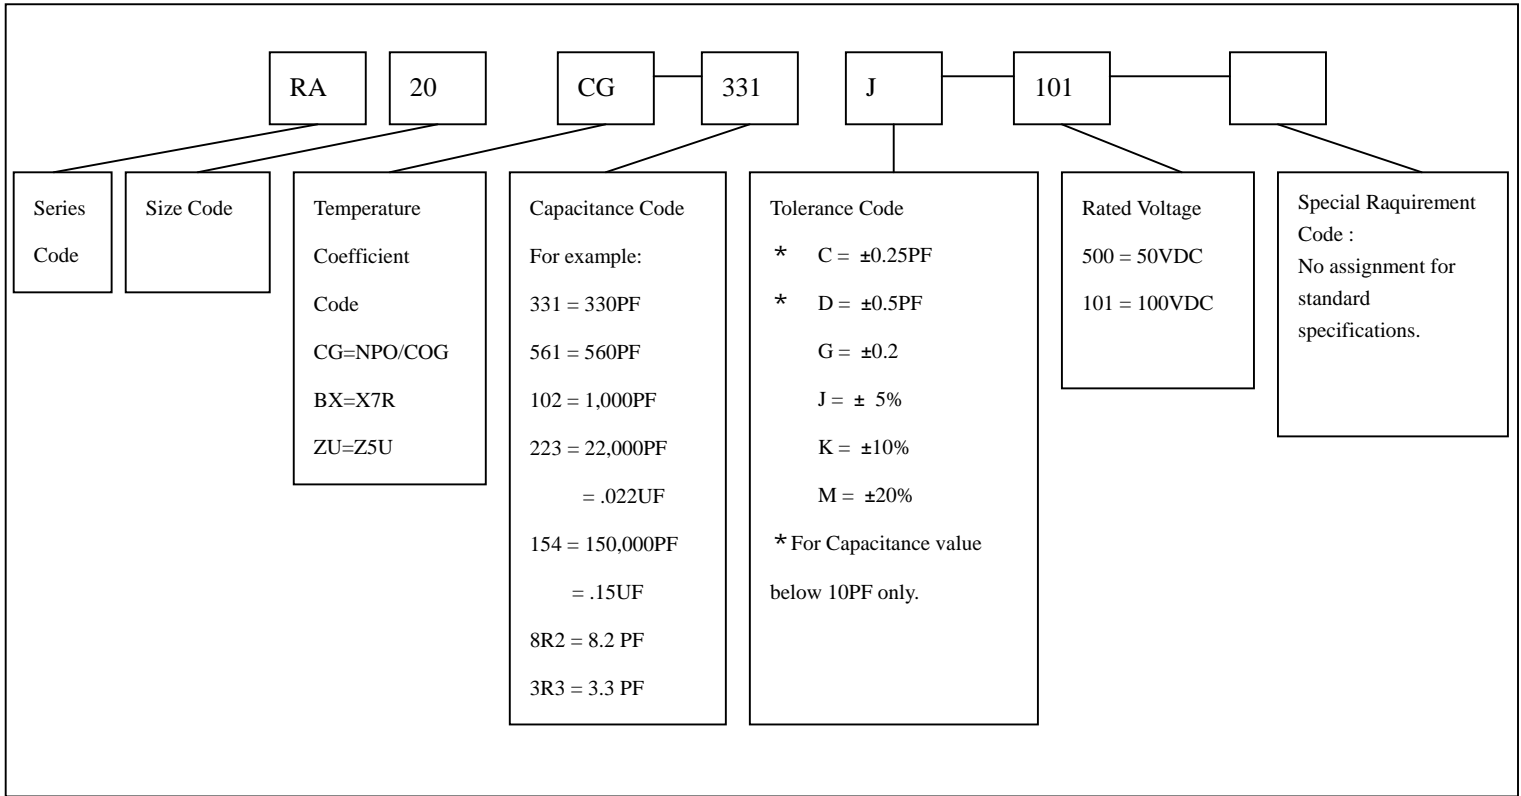 RA
20
CG
331
J
101
Series
Code
Size Code
Temperature
Coefficient
Code
CG=NPO/COG
BX=X7R
ZU=Z5U
Capacitance Code
For example:
331 = 330PF
561 = 560PF
102 = 1,000PF
223 = 22,000PF
= .022UF
154 = 150,000PF
= .15UF
8R2 = 8.2 PF
3R3 = 3.3 PF
Tolerance Code
* C = ±0.25PF
* D = ±0.5PF
G = ±0.2
J = ± 5%
K = ±10%
M = ±20%
* For Capacitance value
below 10PF only.
Rated Voltage
500 = 50VDC
101 = 100VDC
Special Raquirement
Code :
No assignment for
standard
specifications.